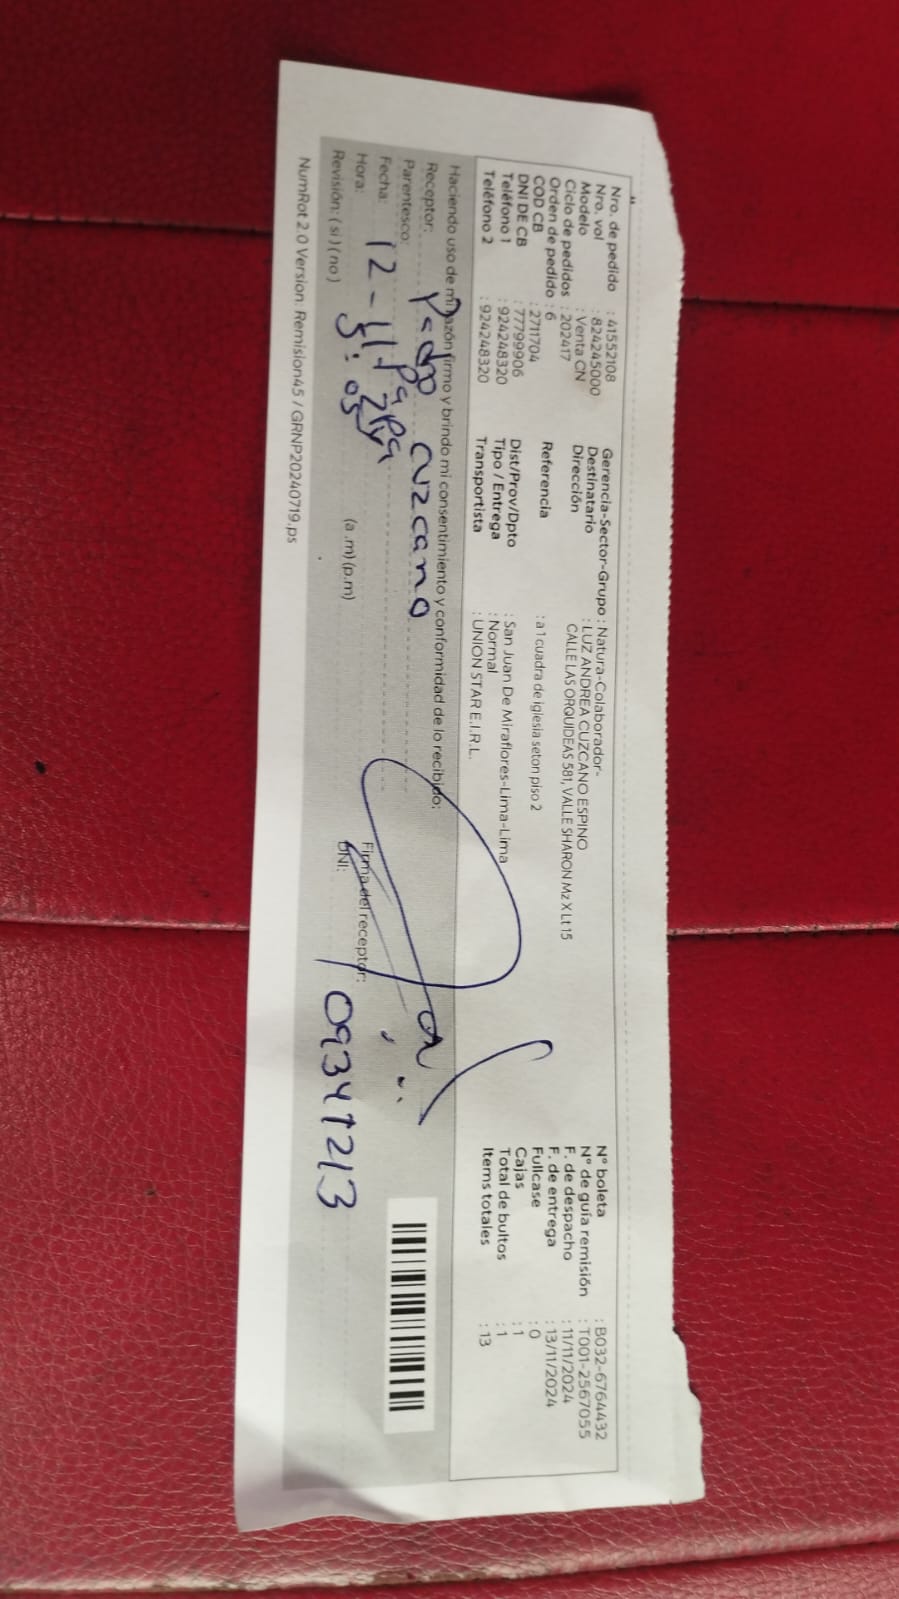 Nro. de pedido : 41552108
Nro. vol : 824245000
Modelo : Venta CN
Ciclo de pedidos : 202417
Orden de pedido : 6
COD CB : 2711704
DNI DE CB : 77799906
Teléfono 1 : 924248320
Teléfono 2 : 924248320
Gerencia-Sector-Grupo : Natura-Colaborador-
Destinatario : LUZ ANDREA CUZCANO ESPINO
Dirección CALLE LAS ORQUIDEAS 581, VALLE SHARON Mz X Lt 15
Referencia : a 1 cuadra de iglesia seton piso 2
Dist/Prov/Dpto : San Juan De Miraflores-Lima-Lima
Tipo / Entrega : Normal
Transportista : UNION STAR E.I.R.L.
N° boleta : B032-6764432
N° de guía remisión : T001-2567055
F. de despacho : 11/11/2024
F. de entrega : 13/11/2024
Fullcase : 0
Cajas : 1
Total de bultos : 1
Items totales : 13
Haciendo uso de mi razón firmo y brindo mi consentimiento y conformidad de lo recibido:
Receptor: Pedro cuzcano
Parentesco: Papa
Fecha: 12-11-24
Hora: 3:05 (a .m) (p.m)
Revisión: ( si ) ( no )
Firma del receptor:
DNI: 09341213
NumRot 2.0 Version: Remision45 / GRNP20240719.ps